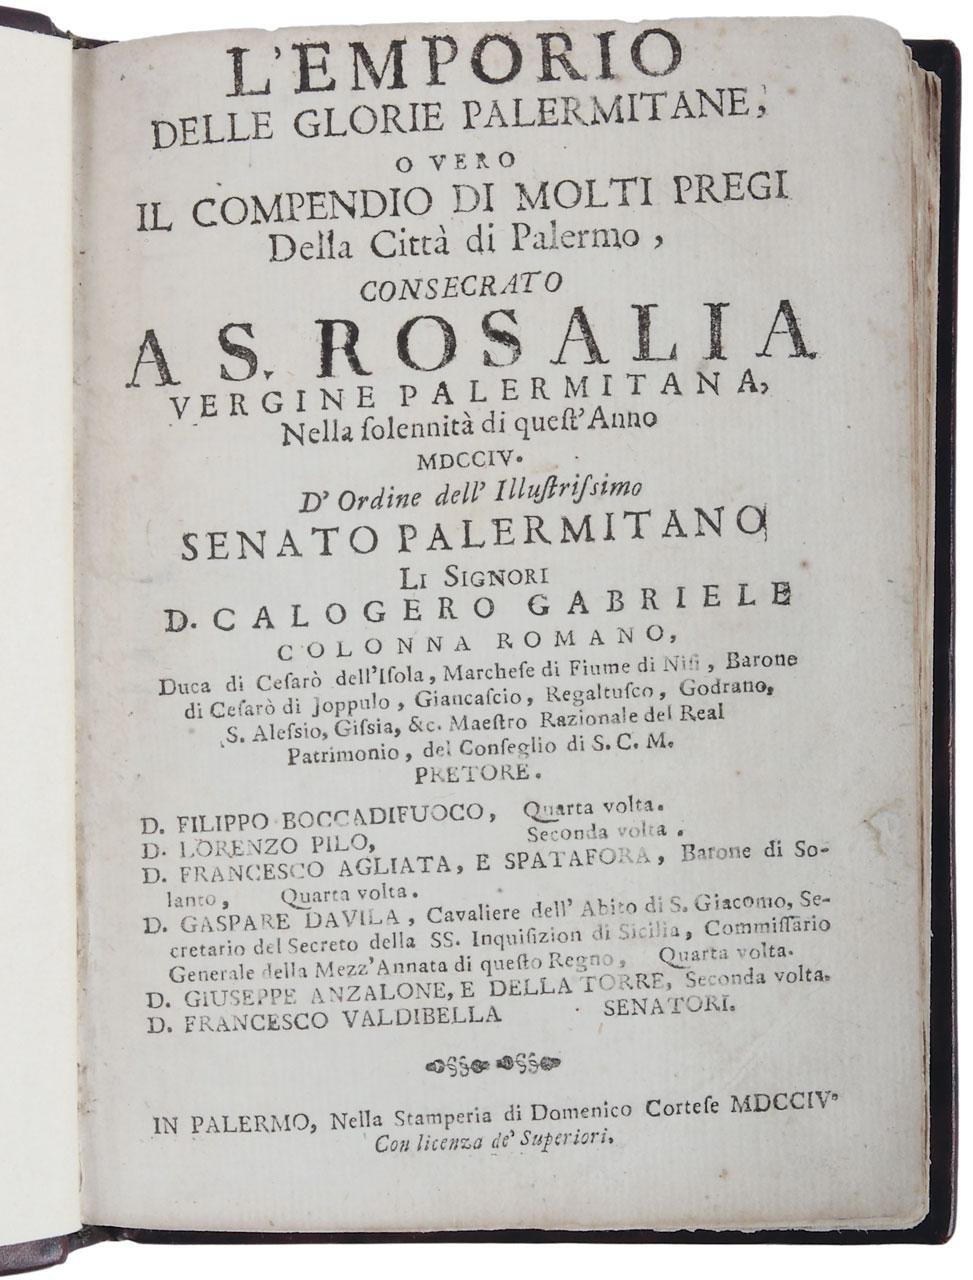 L'EMPORIO
DELLE GLORIE PALERMITANE,
O VERO
IL COMPENDIO DI MOLTI PREGI
Della Città di Palermo,
CONSECRATO
A S. ROSALIA
VERGINE PALERMITANA,
Nella ſolennità di queſt'Anno
MDCCIV.
D'Ordine dell'Illuſtriſsimo
SENATO PALERMITANO
LI SIGNORI
D. CALOGERO GABRIELE
COLONNA ROMANO,
Duca di Ceſarò dell'Iſola, Marcheſe di Fiume di Niſi, Barone
di Ceſarò di Joppulo, Giancaſcio, Regaltuſco, Godrano,
S. Aleſsio, Giſsia, &c. Maeſtro Razionale del Real
Patrimonio, del Conſeglio di S. C. M.
PRETORE.
D. FILIPPO BOCCADIFUOCO, Quarta volta.
D. LORENZO PILO, Seconda volta.
D. FRANCESCO AGLIATA, E SPATAFORA, Barone di So-
lanto, Quarta volta.
D. GASPARE DAVILA, Cavaliere dell'Abito di S. Giacomo, Se-
cretario del Secreto della SS. Inquiſizion di Sicilia, Commiſſario
Generale della Mezz'Annata di queſto Regno, Quarta volta.
D. GIUSEPPE ANZALONE, E DELLA TORRE, Seconda volta.
D. FRANCESCO VALDIBELLA SENATORI.
IN PALERMO, Nella Stamperia di Domenico Corteſe MDCCIV.
Con licenza de' Superiori.